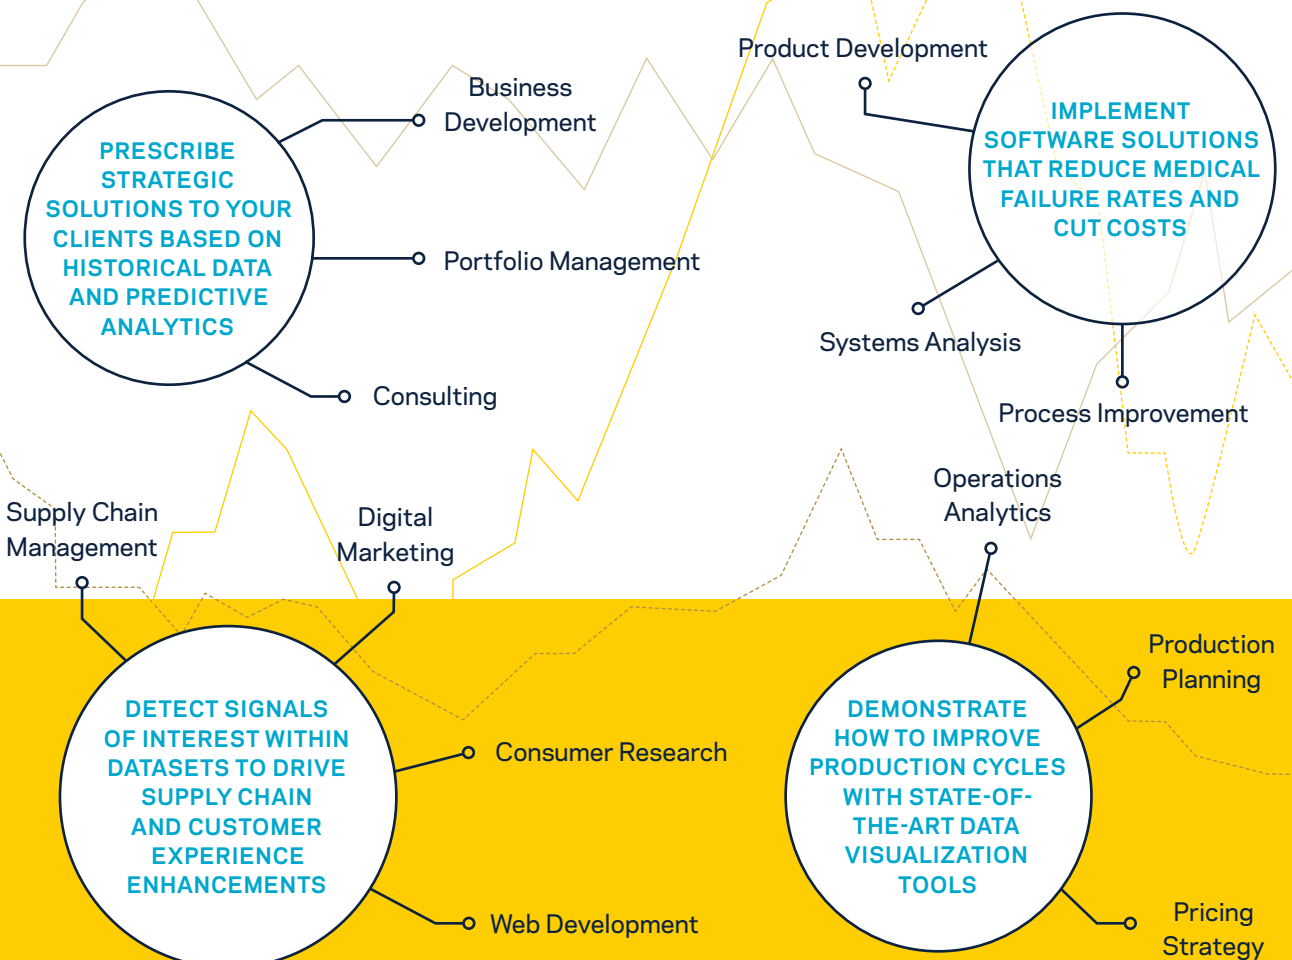 PRESCRIBE
STRATEGIC
SOLUTIONS TO YOUR
CLIENTS BASED ON
HISTORICAL DATA
AND PREDICTIVE
ANALYTICS
Business
Development
Portfolio Management
Consulting
Product Development
IMPLEMENT
SOFTWARE SOLUTIONS
THAT REDUCE MEDICAL
FAILURE RATES AND
CUT COSTS
Systems Analysis
Process Improvement
Supply Chain
Management
Digital
Marketing
DETECT SIGNALS
OF INTEREST WITHIN
DATASETS TO DRIVE
SUPPLY CHAIN
AND CUSTOMER
EXPERIENCE
ENHANCEMENTS
Consumer Research
Web Development
Operations
Analytics
Production
Planning
DEMONSTRATE
HOW TO IMPROVE
PRODUCTION CYCLES
WITH STATE-OF-
THE-ART DATA
VISUALIZATION
TOOLS
Pricing
Strategy